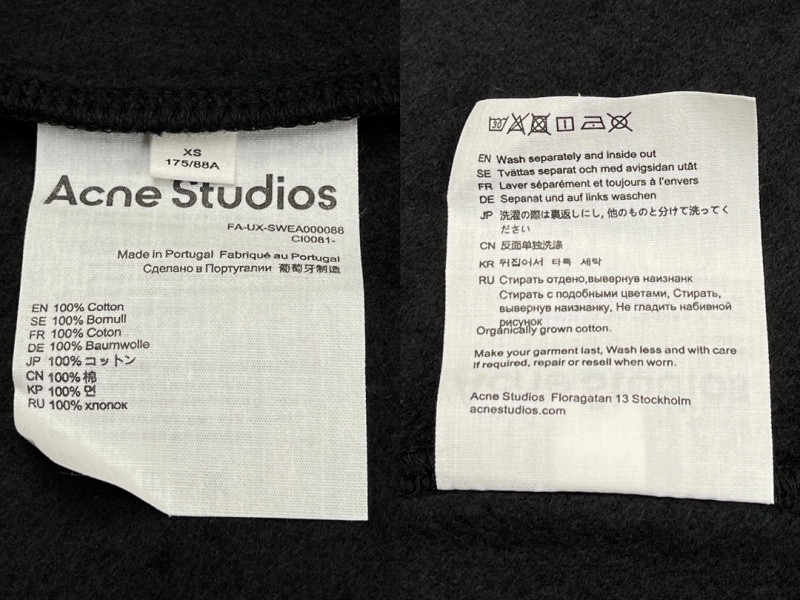 XS
175/88A
Acne Studios
FA-UX-SWEA000088
CI0081-
Made in Portugal Fabriqué au Portugal
Сделано в Португалии 葡萄牙制造
EN 100% Cotton
SE 100% Bomull
FR 100% Coton
DE 100% Baumwolle
JP 100% コットン
CN 100% 棉
KP 100% 면
RU 100% хлопок
30
EN Wash separately and inside out
SE Tvättas separat och med avigsidan utåt
FR Laver séparément et toujours à l'envers
DE Sepanat und auf links waschen
JP 洗濯の際は裏返しにし, 他のものと分けて洗ってく
ださい
CN 反面单独洗涤
KR 뒤집어서 타특 세탁
RU Стирать отдено,вывернув наизнанк
Стирать с подобными цветами, Стирать,
вывернув наизнанку, Не гладить набивной
рисунок
Organically grown cotton.
Make your garment last, Wash less and with care
If required, repair or resell when worn.
Acne Studios Floragatan 13 Stockholm
acnestudios.com